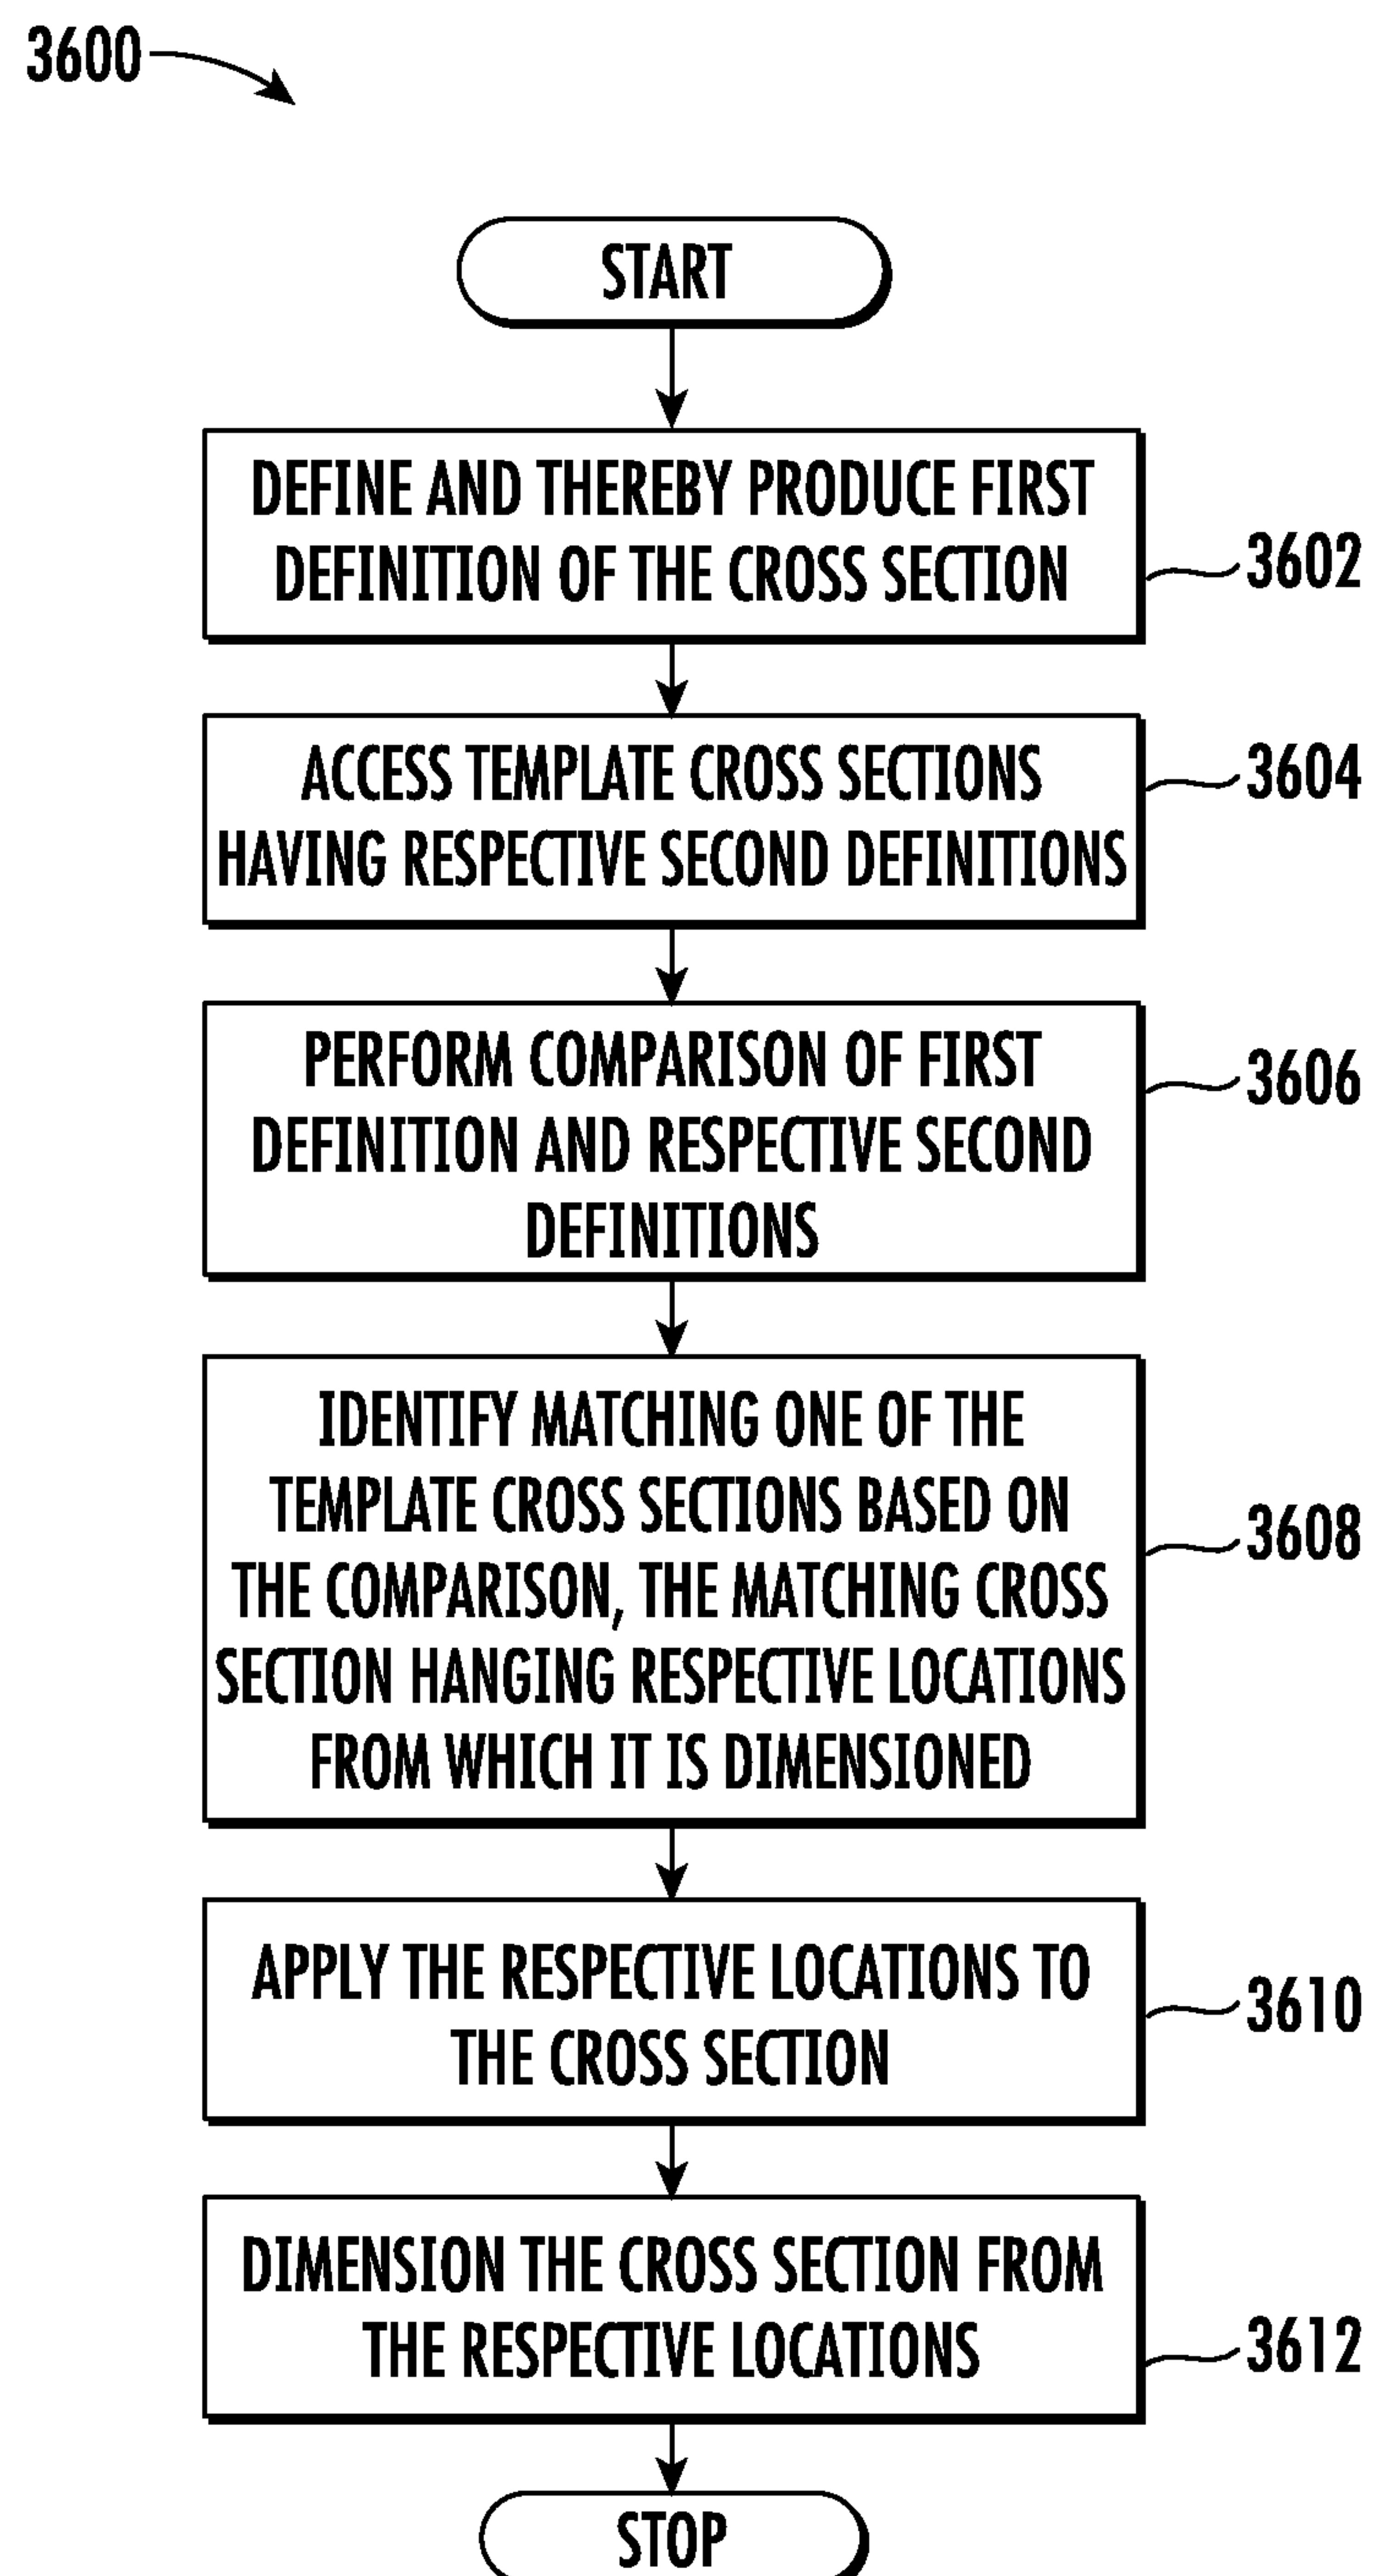 3600
START
DEFINE AND THEREBY PRODUCE FIRST
DEFINITION OF THE CROSS SECTION
3602
ACCESS TEMPLATE CROSS SECTIONS
HAVING RESPECTIVE SECOND DEFINITIONS
3604
PERFORM COMPARISON OF FIRST
DEFINITION AND RESPECTIVE SECOND
DEFINITIONS
3606
IDENTIFY MATCHING ONE OF THE
TEMPLATE CROSS SECTIONS BASED ON
THE COMPARISON, THE MATCHING CROSS
SECTION HANGING RESPECTIVE LOCATIONS
FROM WHICH IT IS DIMENSIONED
3608
APPLY THE RESPECTIVE LOCATIONS TO
THE CROSS SECTION
3610
DIMENSION THE CROSS SECTION FROM
THE RESPECTIVE LOCATIONS
3612
STOP